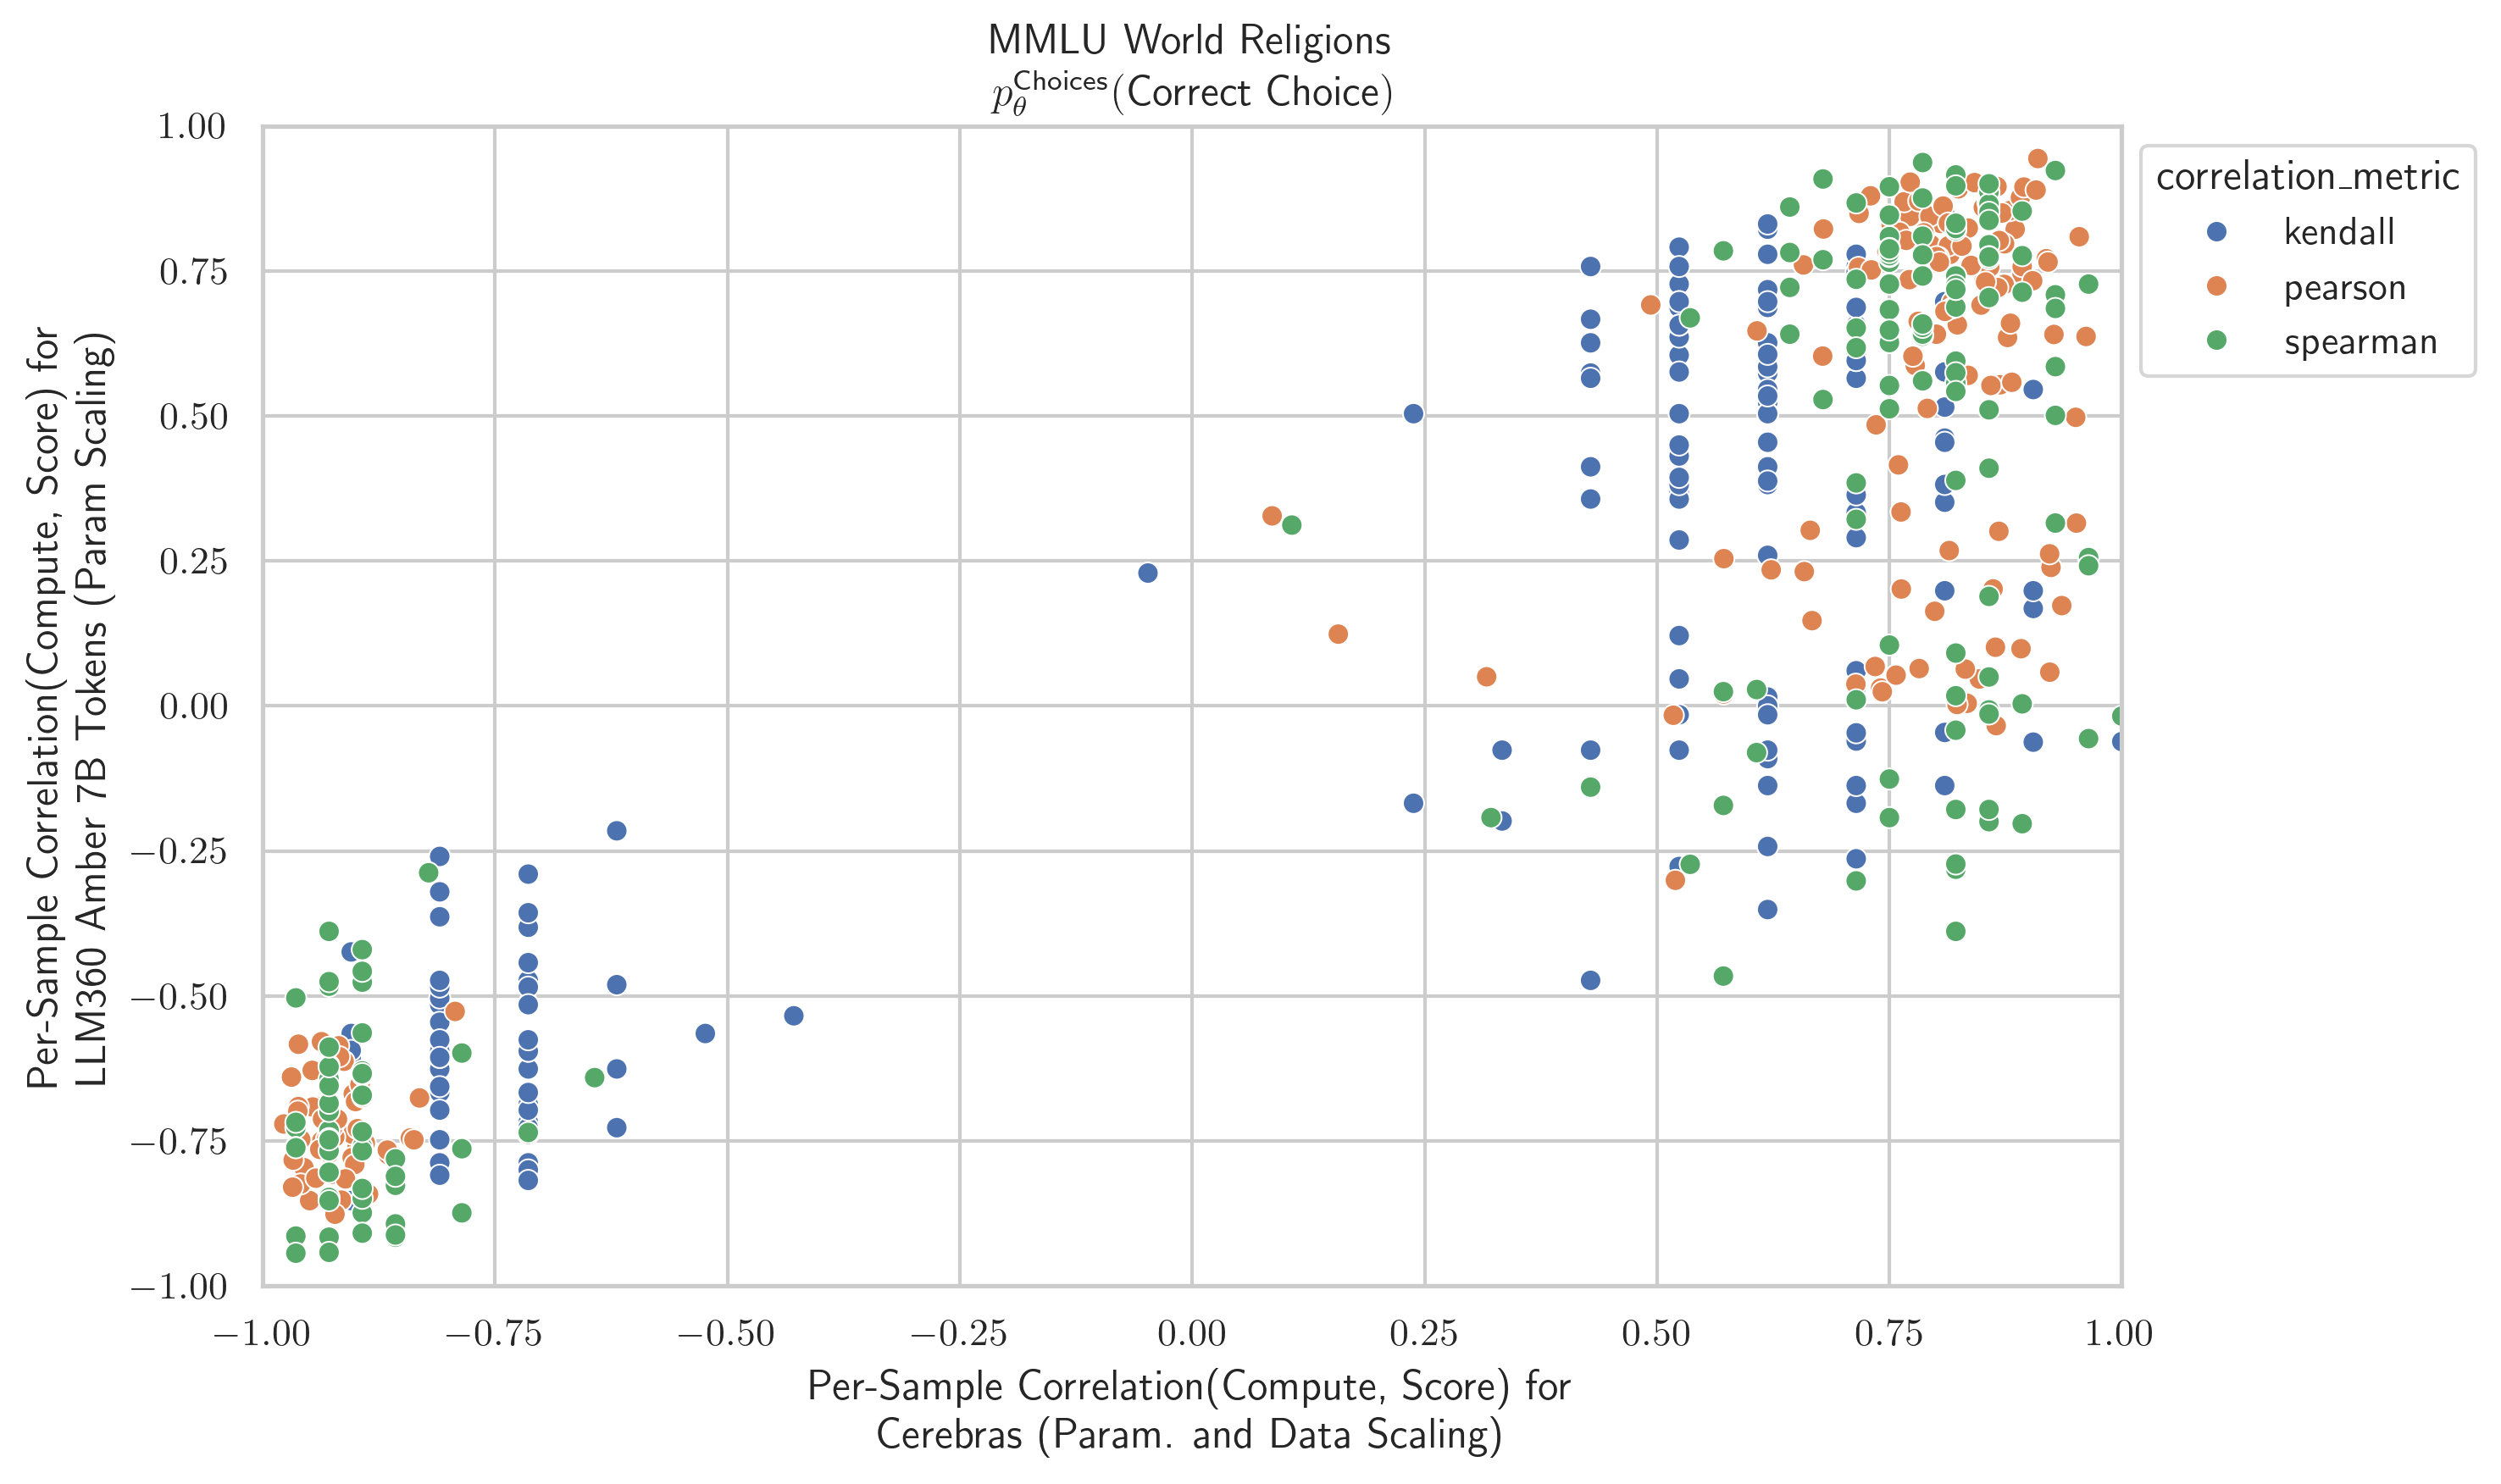 MMLU World Religions
p_θ^Choices(Correct Choice)
1.00
0.75
0.50
0.25
0.00
−0.25
−0.50
−0.75
−1.00
Per-Sample Correlation(Compute, Score) for
LLM360 Amber 7B Tokens (Param Scaling)
correlation_metric
kendall
pearson
spearman
−1.00 −0.75 −0.50 −0.25 0.00 0.25 0.50 0.75 1.00
Per-Sample Correlation(Compute, Score) for
Cerebras (Param. and Data Scaling)